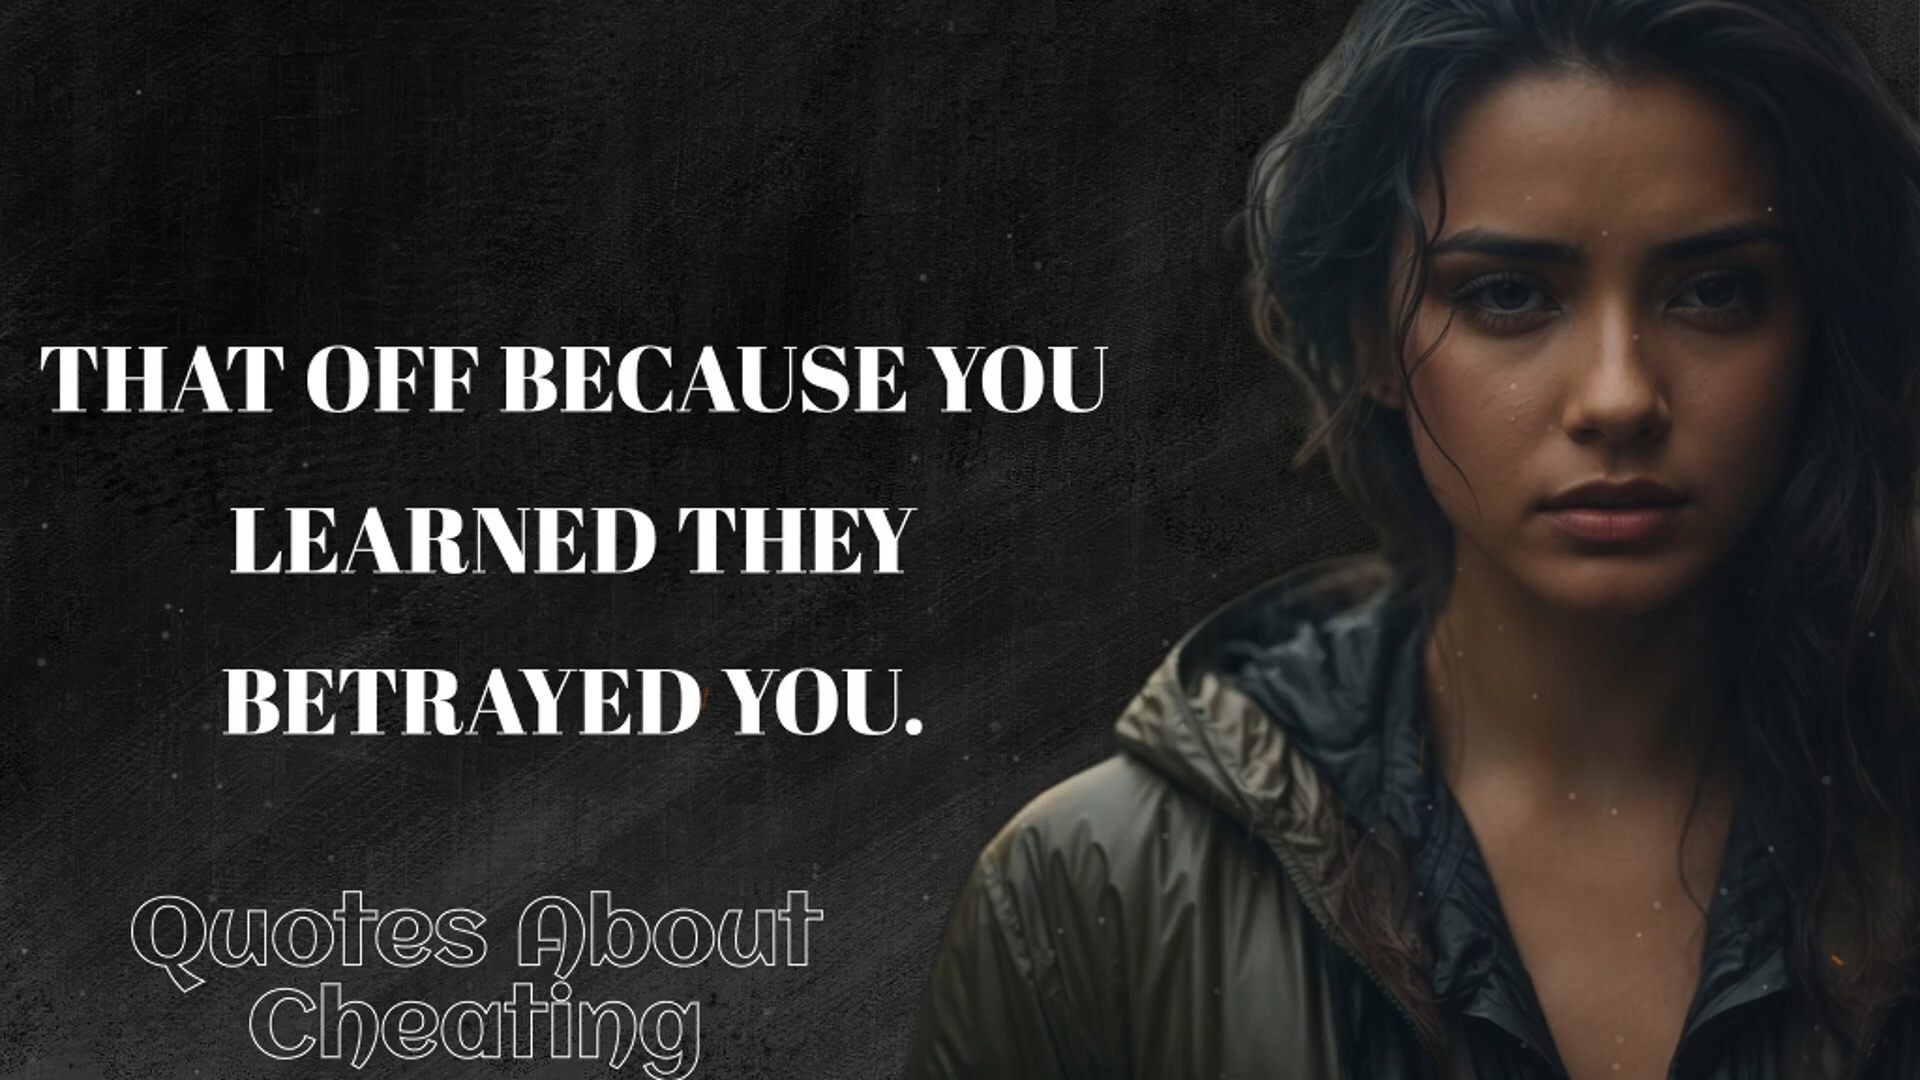 THAT OFF BECAUSE YOU
LEARNED THEY
BETRAYED YOU.
Quotes About
Cheating